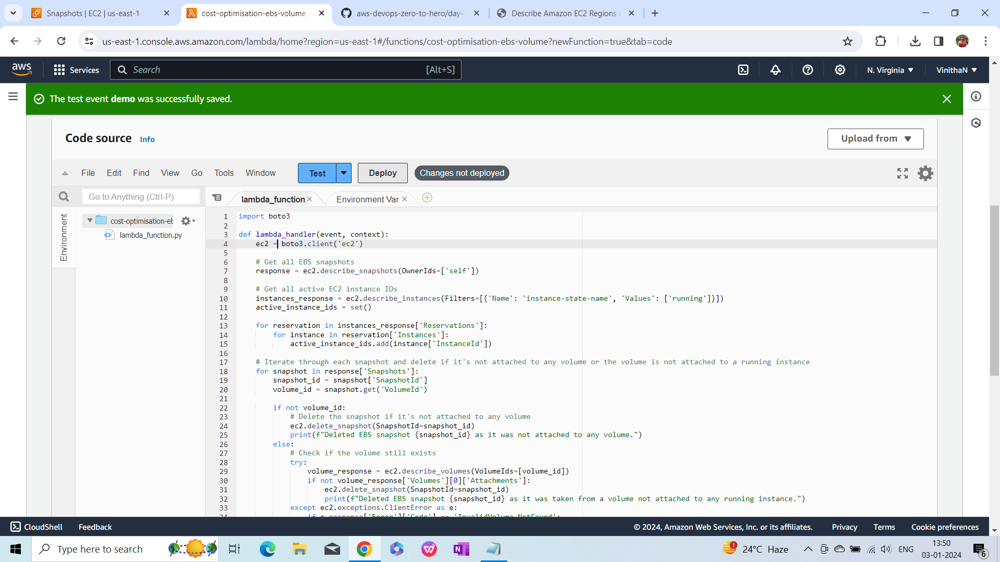 Snapshots | EC2 | us-east-1
cost-optimisation-ebs-volume -
aws-devops-zero-to-hero/day-
Describe Amazon EC2 Regions
us-east-1.console.aws.amazon.com/lambda/home?region=us-east-1#/functions/cost-optimisation-ebs-volume?newFunction=true&tab=code
aws
Services
Search
[Alt+S]
N. Virginia
VinithaN
The test event demo was successfully saved.
Code source Info
Upload from
File Edit Find View Go Tools Window
Test
Deploy
Changes not deployed
Go to Anything (Ctrl-P)
lambda_function
Environment Var
Environment
cost-optimisation-eb
lambda_function.py
1 import boto3
2
3 def lambda_handler(event, context):
4 ec2 = boto3.client('ec2')
5
6 # Get all EBS snapshots
7 response = ec2.describe_snapshots(OwnerIds=['self'])
8
9 # Get all active EC2 instance IDs
10 instances_response = ec2.describe_instances(Filters=[{'Name': 'instance-state-name', 'Values': ['running']}])
11 active_instance_ids = set()
12
13 for reservation in instances_response['Reservations']:
14 for instance in reservation['Instances']:
15 active_instance_ids.add(instance['InstanceId'])
16
17 # Iterate through each snapshot and delete if it's not attached to any volume or the volume is not attached to a running instance
18 for snapshot in response['Snapshots']:
19 snapshot_id = snapshot['SnapshotId']
20 volume_id = snapshot.get('VolumeId')
21
22 if not volume_id:
23 # Delete the snapshot if it's not attached to any volume
24 ec2.delete_snapshot(SnapshotId=snapshot_id)
25 print(f"Deleted EBS snapshot {snapshot_id} as it was not attached to any volume.")
26 else:
27 # Check if the volume still exists
28 try:
29 volume_response = ec2.describe_volumes(VolumeIds=[volume_id])
30 if not volume_response['Volumes'][0]['Attachments']:
31 ec2.delete_snapshot(SnapshotId=snapshot_id)
32 print(f"Deleted EBS snapshot {snapshot_id} as it was taken from a volume not attached to any running instance.")
33 except ec2.exceptions.ClientError as e:
34 if e.response['Error']['Code'] == 'InvalidVolume.NotFound':
CloudShell
Feedback
© 2024, Amazon Web Services, Inc. or its affiliates.
Privacy
Terms
Cookie preferences
Type here to search
1
24°C Haze
ENG
13:50
03-01-2024
6